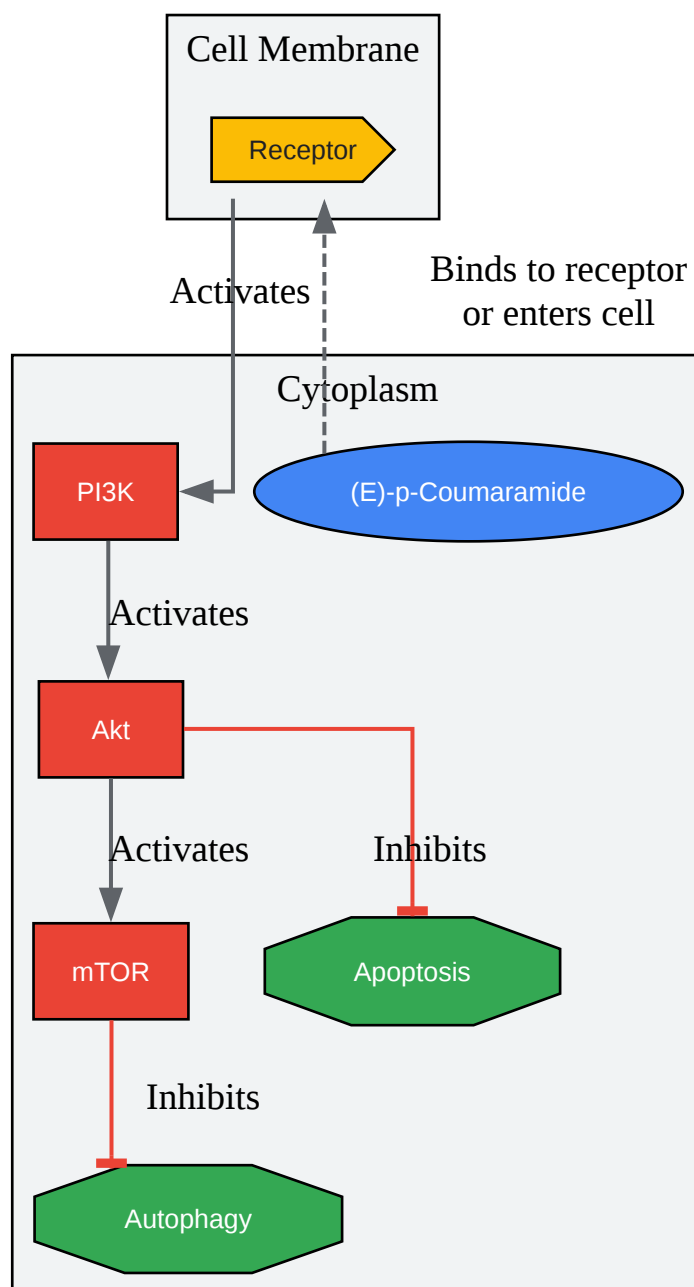 Cell Membrane
Receptor
Activates
Binds to receptor
or enters cell
Cytoplasm
PI3K
(E)-p-Coumaramide
Activates
Akt
Activates
Inhibits
mTOR
Apoptosis
Inhibits
Autophagy